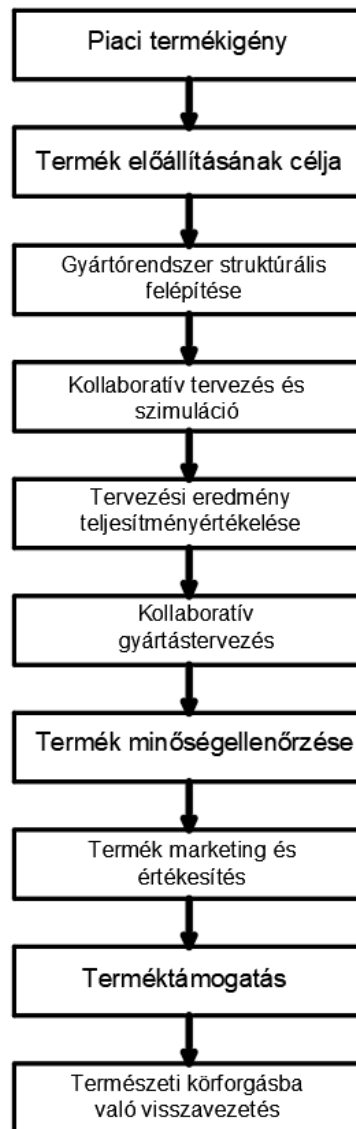 Piaci termékigény
Termék előállításának célja
Gyártórendszer struktúrális
felépítése
Kollaboratív tervezés és
szimuláció
Tervezési eredmény
teljesítményértékelése
Kollaboratív
gyártástervezés
Termék minőségellenőrzése
Termék marketing és
értékesítés
Terméktámogatás
Természeti körforgásba
való visszavezetés